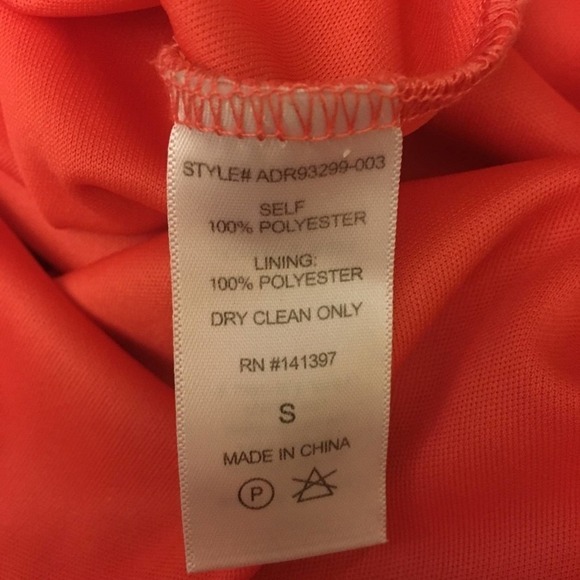 STYLE# ADR93299-003
SELF
100% POLYESTER
LINING:
100% POLYESTER
DRY CLEAN ONLY
RN #141397
S
MADE IN CHINA
P